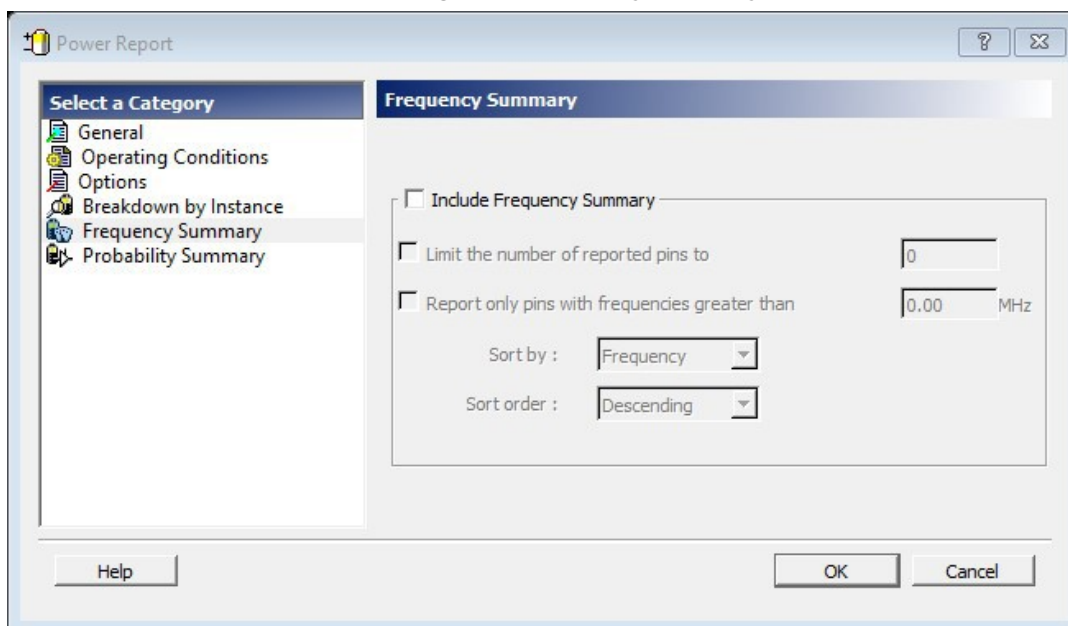 Power Report
Select a Category
General
Operating Conditions
Options
Breakdown by Instance
Frequency Summary
Probability Summary
Frequency Summary
Include Frequency Summary
Limit the number of reported pins to 0
Report only pins with frequencies greater than 0.00 MHz
Sort by : Frequency
Sort order : Descending
Help OK Cancel